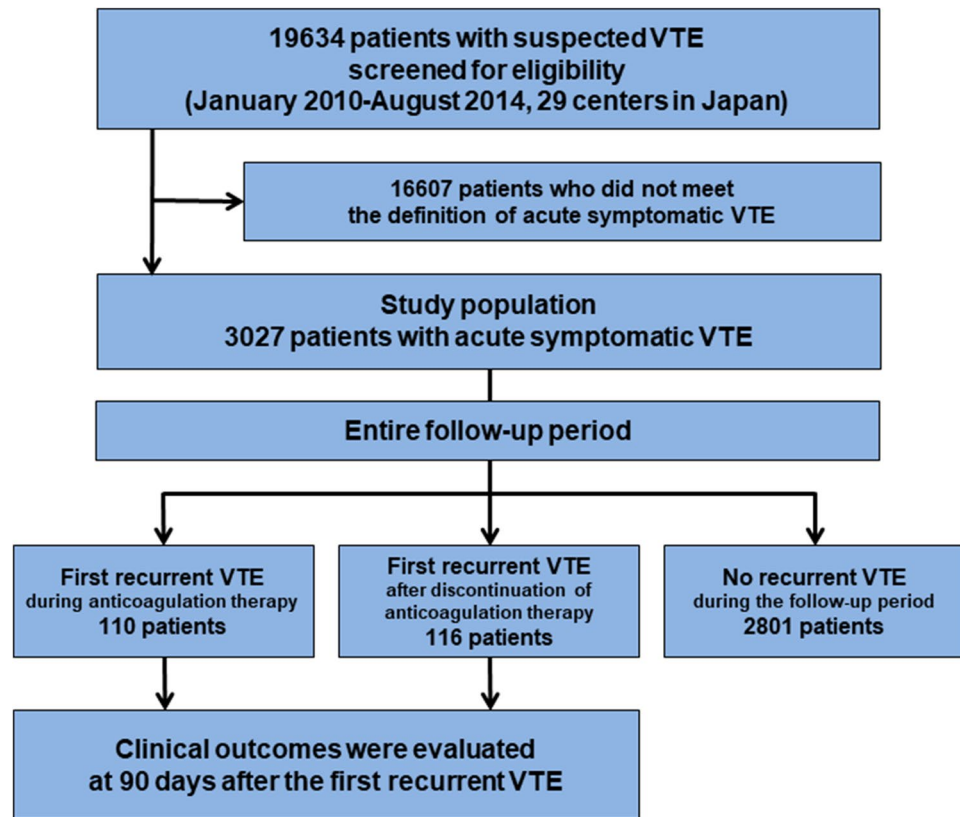 19634 patients with suspected VTE
screened for eligibility
(January 2010-August 2014, 29 centers in Japan)
16607 patients who did not meet
the definition of acute symptomatic VTE
Study population
3027 patients with acute symptomatic VTE
Entire follow-up period
First recurrent VTE
during anticoagulation therapy
110 patients
First recurrent VTE
after discontinuation of
anticoagulation therapy
116 patients
No recurrent VTE
during the follow-up period
2801 patients
Clinical outcomes were evaluated
at 90 days after the first recurrent VTE